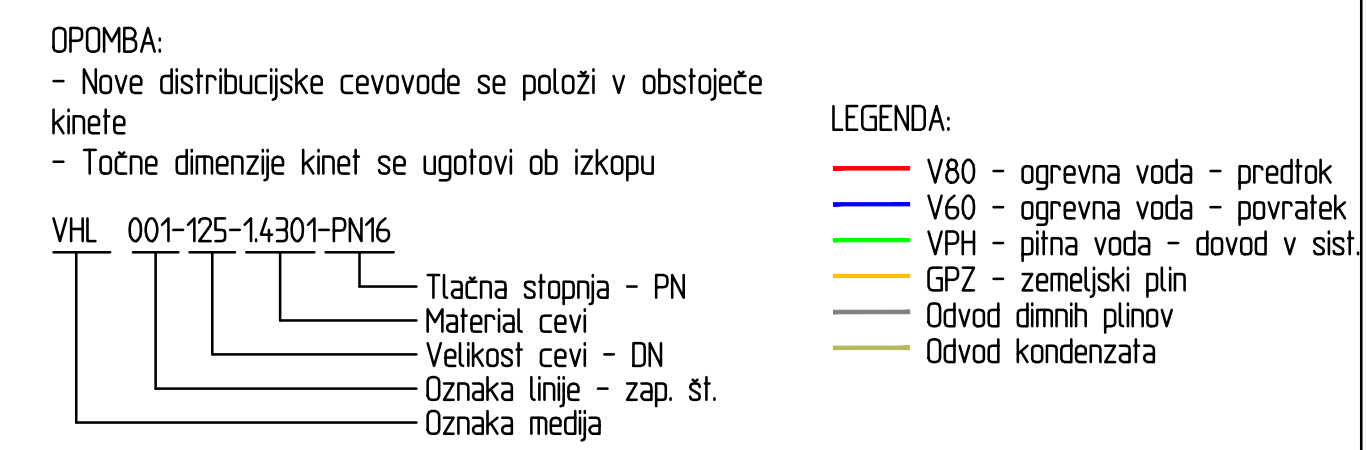 OPOMBA:
- Nove distribucijske cevovode se položi v obstoječe
kinete
- Točne dimenzije kinet se ugotovi ob izkopu
VHL 001-125-1.4301-PN16
Tlačna stopnja - PN
Material cevi
Velikost cevi - DN
Oznaka linije - zap. št.
Oznaka medija
LEGENDA:
V80 - ogrevna voda - predtok
V60 - ogrevna voda - povratek
VPH - pitna voda - dovod v sist.
GPZ - zemeljski plin
Odvod dimnih plinov
Odvod kondenzata